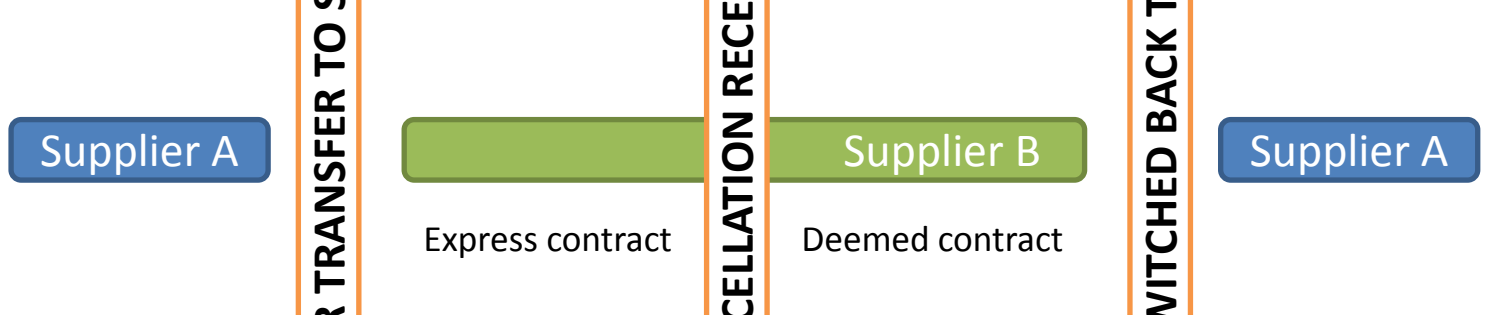 Supplier A
R TRANSFER TO S
Supplier B
Express contract
CELLATION RECE
Deemed contract
WITCHED BACK T
Supplier A